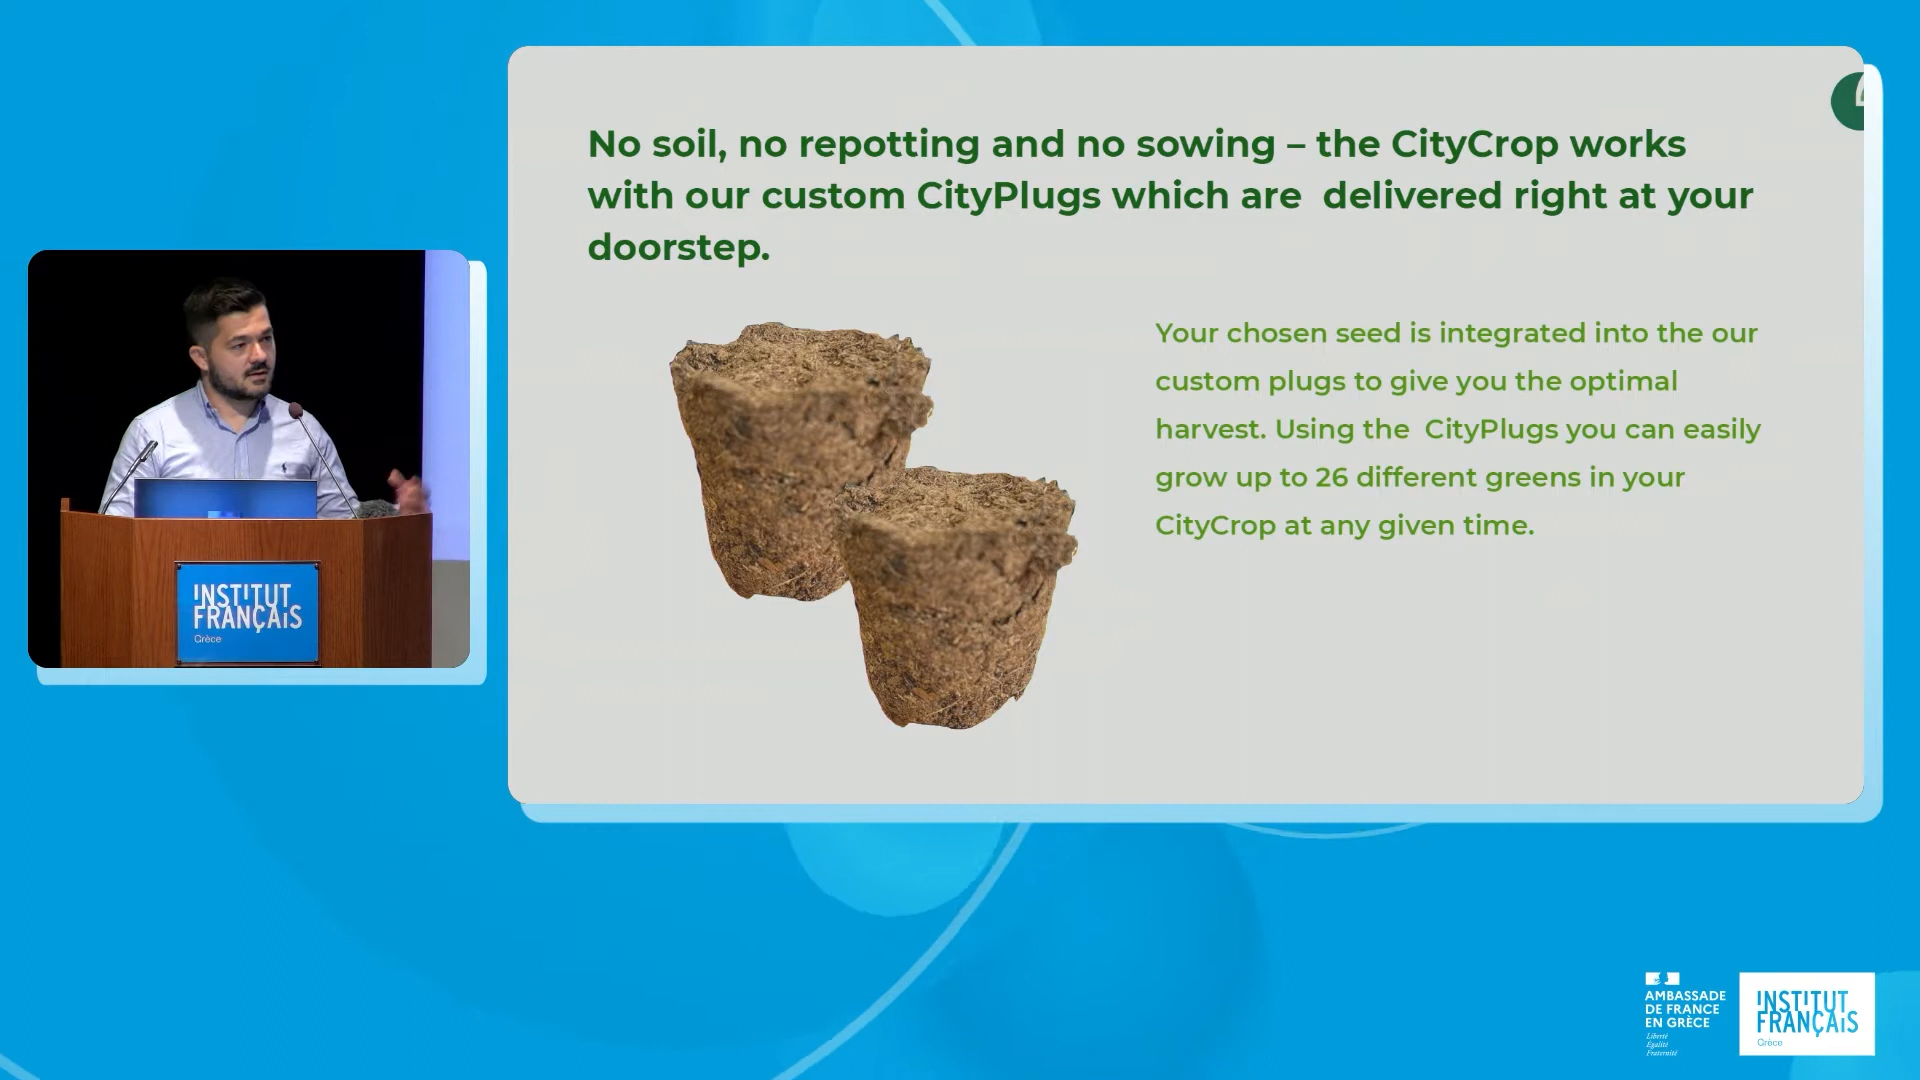 No soil, no repotting and no sowing – the CityCrop works
with our custom CityPlugs which are  delivered right at your
doorstep.
Your chosen seed is integrated into the our
custom plugs to give you the optimal
harvest. Using the  CityPlugs you can easily
grow up to 26 different greens in your
CityCrop at any given time.
INSTITUT
FRANÇAIS
Grèce
AMBASSADE
DE FRANCE
EN GRÈCE
Liberté
Égalité
Fraternité
INSTITUT
FRANÇAIS
Grèce